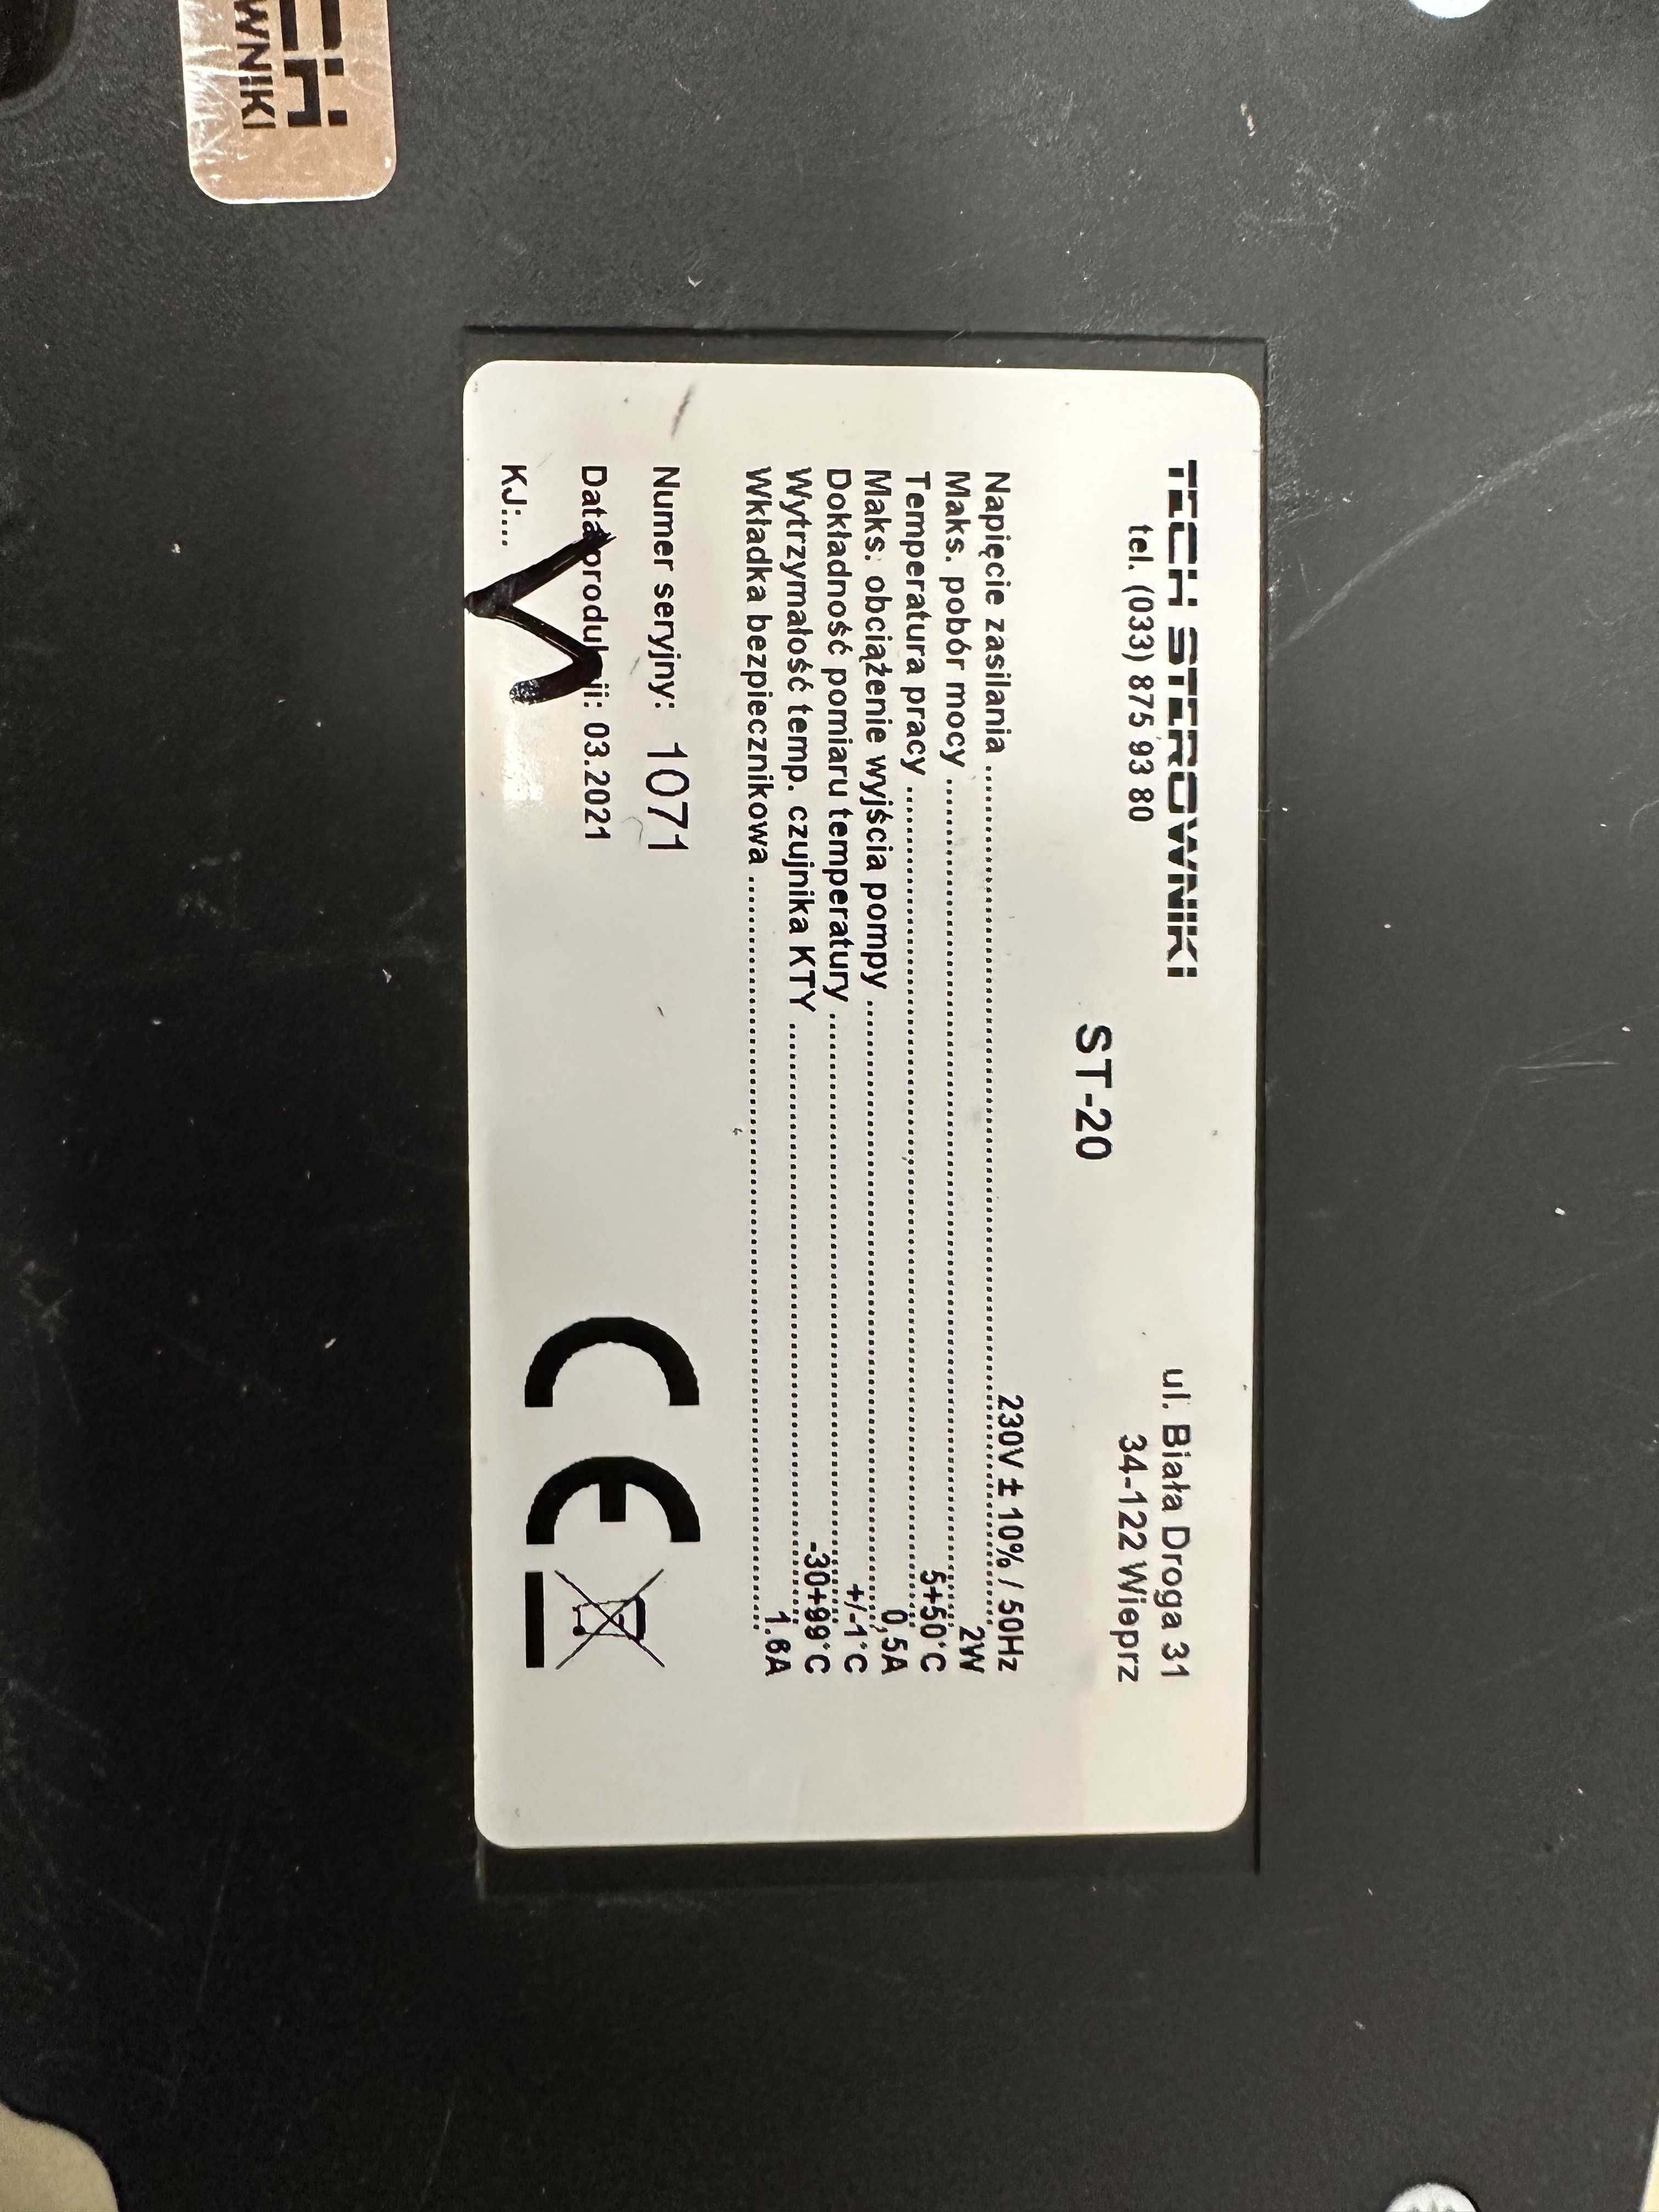 TECH STEROWNIKI
tel. (033) 875 93 80
ul. Biała Droga 31
34-122 Wieprz
ST-20
Napięcie zasilania ........ 230V ± 10% / 50Hz
Maks. pobór mocy ........ 2W
Temperatura pracy ........ 5+50°C
Maks. obciążenie wyjścia pompy ........ 0,5A
Dokładność pomiaru temperatury ........ +/-1°C
Wytrzymałość temp. czujnika KTY ........ -30+99°C
Wkładka bezpiecznikowa ........ 1.6A
Numer seryjny: 1071
Data produkcji: 03.2021
KJ:...
CE
CH
WNIKI